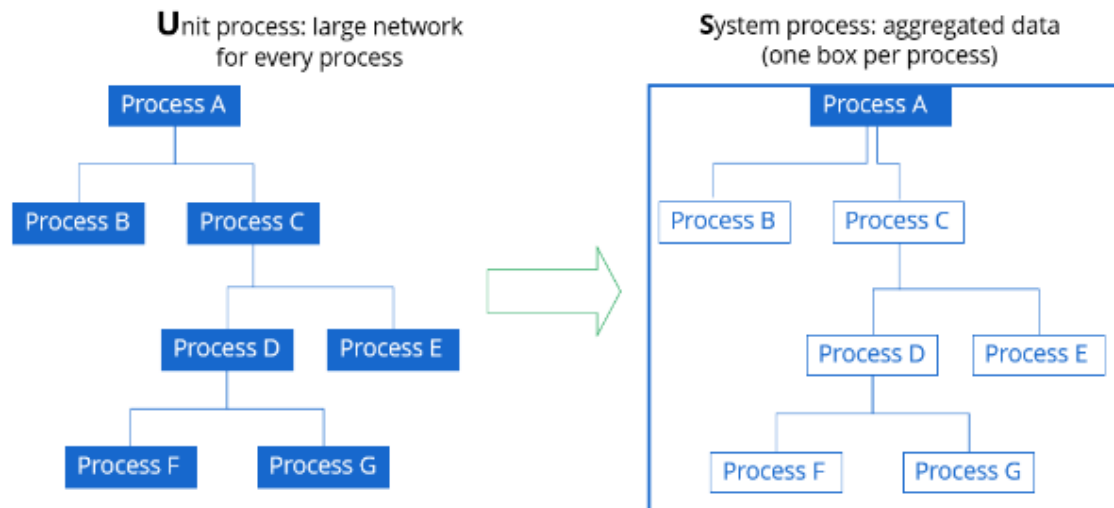 Unit process: large network
for every process
Process A
Process B
Process C
Process D
Process E
Process F
Process G
System process: aggregated data
(one box per process)
Process A
Process B
Process C
Process D
Process E
Process F
Process G